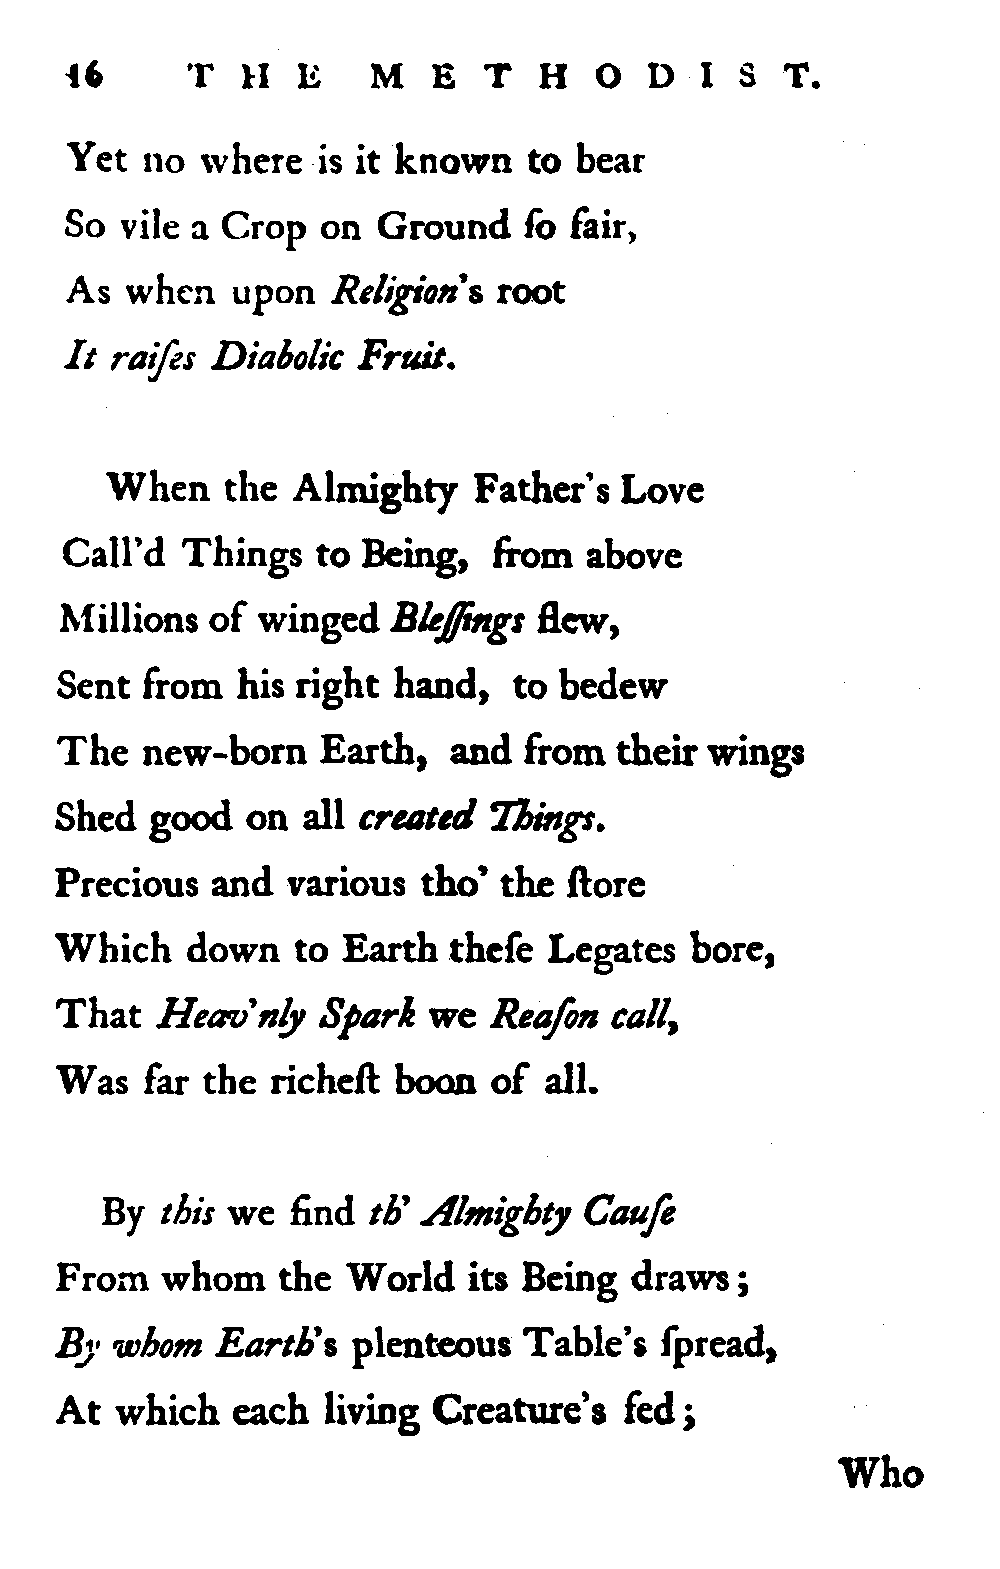 16 THE METHODIST.
Yet no where is it known to bear
So vile a Crop on Ground ſo fair,
As when upon Religion's root
It raiſes Diabolic Fruit.
When the Almighty Father's Love
Call'd Things to Being, from above
Millions of winged Bleſſings flew,
Sent from his right hand, to bedew
The new-born Earth, and from their wings
Shed good on all created Things.
Precious and various tho' the ſtore
Which down to Earth theſe Legates bore,
That Heav'nly Spark we Reaſon call,
Was far the richeſt boon of all.
By this we find th' Almighty Cauſe
From whom the World its Being draws;
By whom Earth's plenteous Table's ſpread,
At which each living Creature's fed;
Who